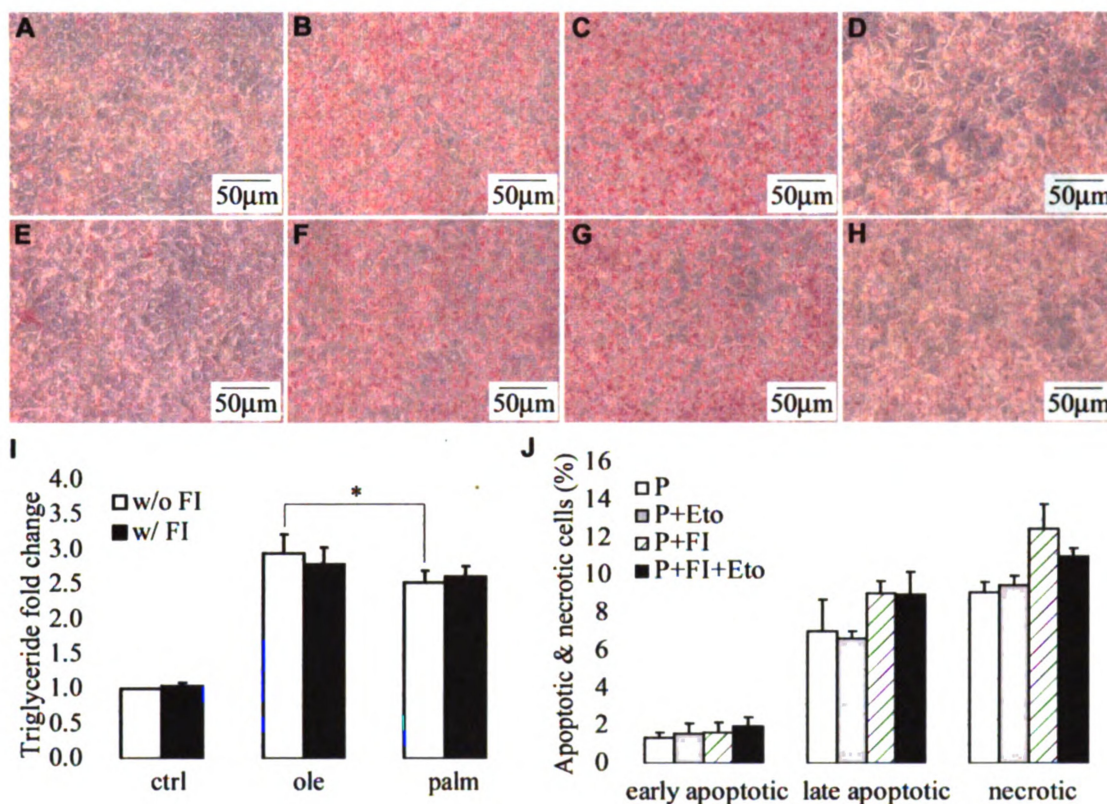 A B C D
50μm 50μm 50μm 50μm
E F G H
50μm 50μm 50μm 50μm
I
Triglyceride fold change
4.0
3.5
3.0
2.5
2.0
1.5
1.0
0.5
0.0
w/o FI
w/ FI
*
ctrl ole palm
J
Apoptotic & necrotic cells (%)
16
14
12
10
8
6
4
2
0
P
P+Eto
P+FI
P+FI+Eto
early apoptotic late apoptotic necrotic